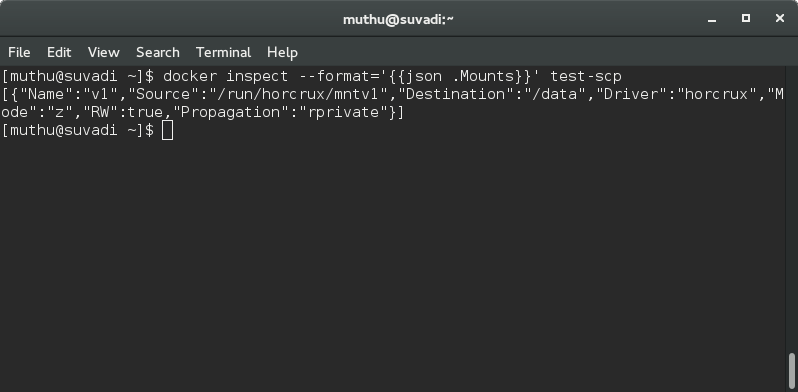 muthu@suvadi:~
File Edit View Search Terminal Help
[muthu@suvadi ~]$ docker inspect --format='{{json .Mounts}}' test-scp
[{"Name":"v1","Source":"/run/horcrux/mntv1","Destination":"/data","Driver":"horcrux","M
ode":"z","RW":true,"Propagation":"rprivate"}]
[muthu@suvadi ~]$